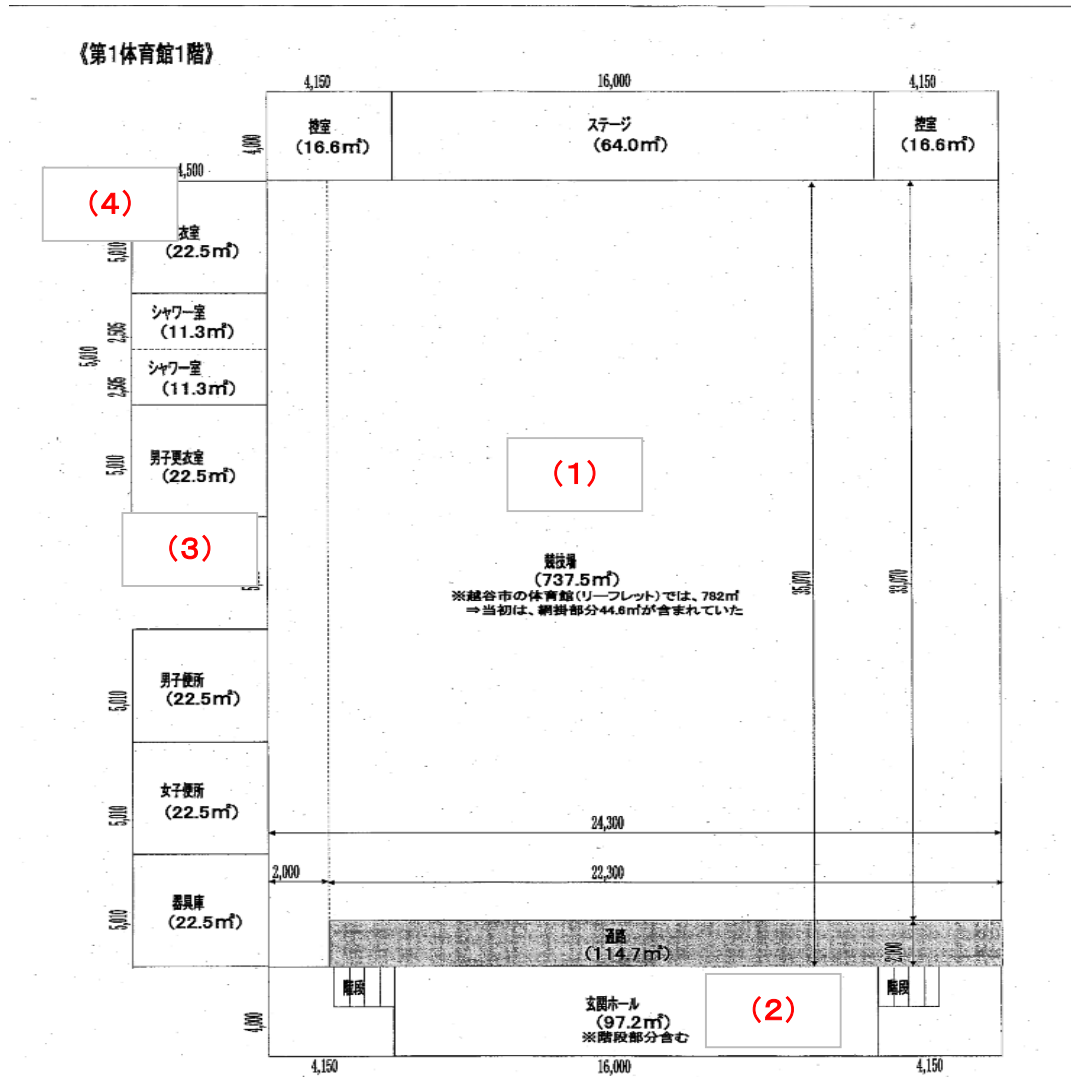 《第1体育館1階》
4,150
16,000
4,150
4,000
控室
(16.6㎡)
ステージ
(64.0㎡)
控室
(16.6㎡)
4,500
（4）
衣室
(22.5㎡)
5,010
シャワー室
(11.3㎡)
2,505
5,010
シャワー室
(11.3㎡)
2,505
男子更衣室
(22.5㎡)
5,010
（1）
（3）
競技場
(737.5㎡)
※越谷市の体育館(リーフレット)では、782㎡
⇒当初は、網掛部分44.6㎡が含まれていた
35,070
33,070
男子便所
(22.5㎡)
5,010
女子便所
(22.5㎡)
5,010
24,300
2,000
22,300
器具庫
(22.5㎡)
5,010
通路
(114.7㎡)
2,000
階段
階段
玄関ホール
(97.2㎡)
※階段部分含む
（2）
4,000
4,150
16,000
4,150